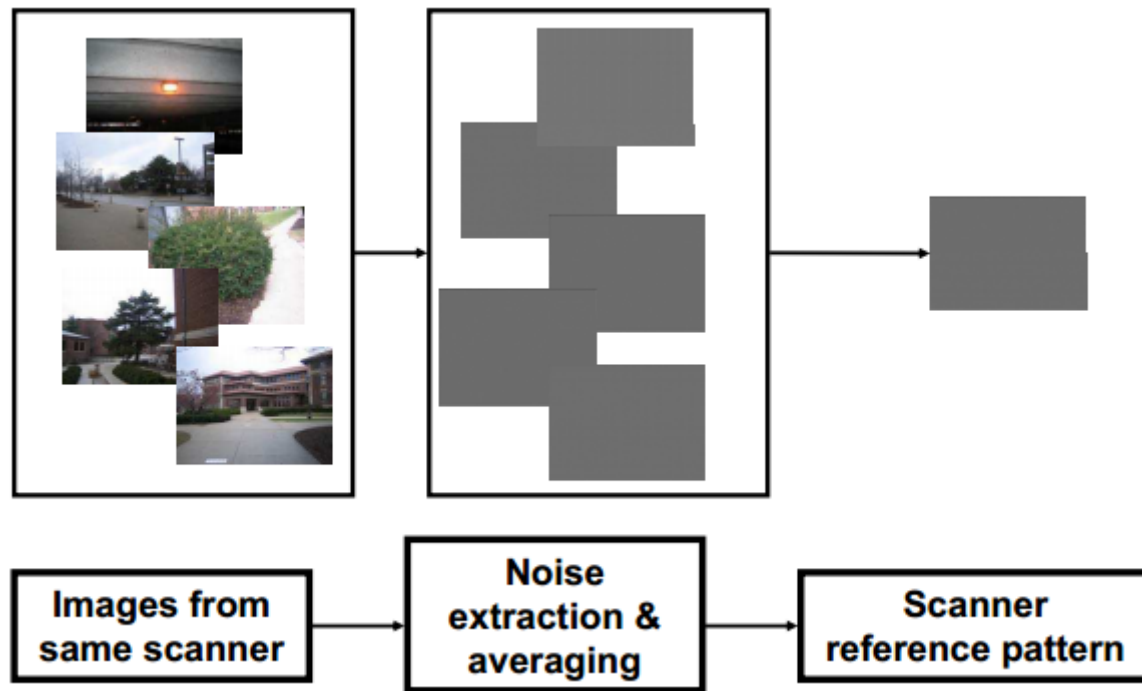 Images from
same scanner
Noise
extraction &
averaging
Scanner
reference pattern